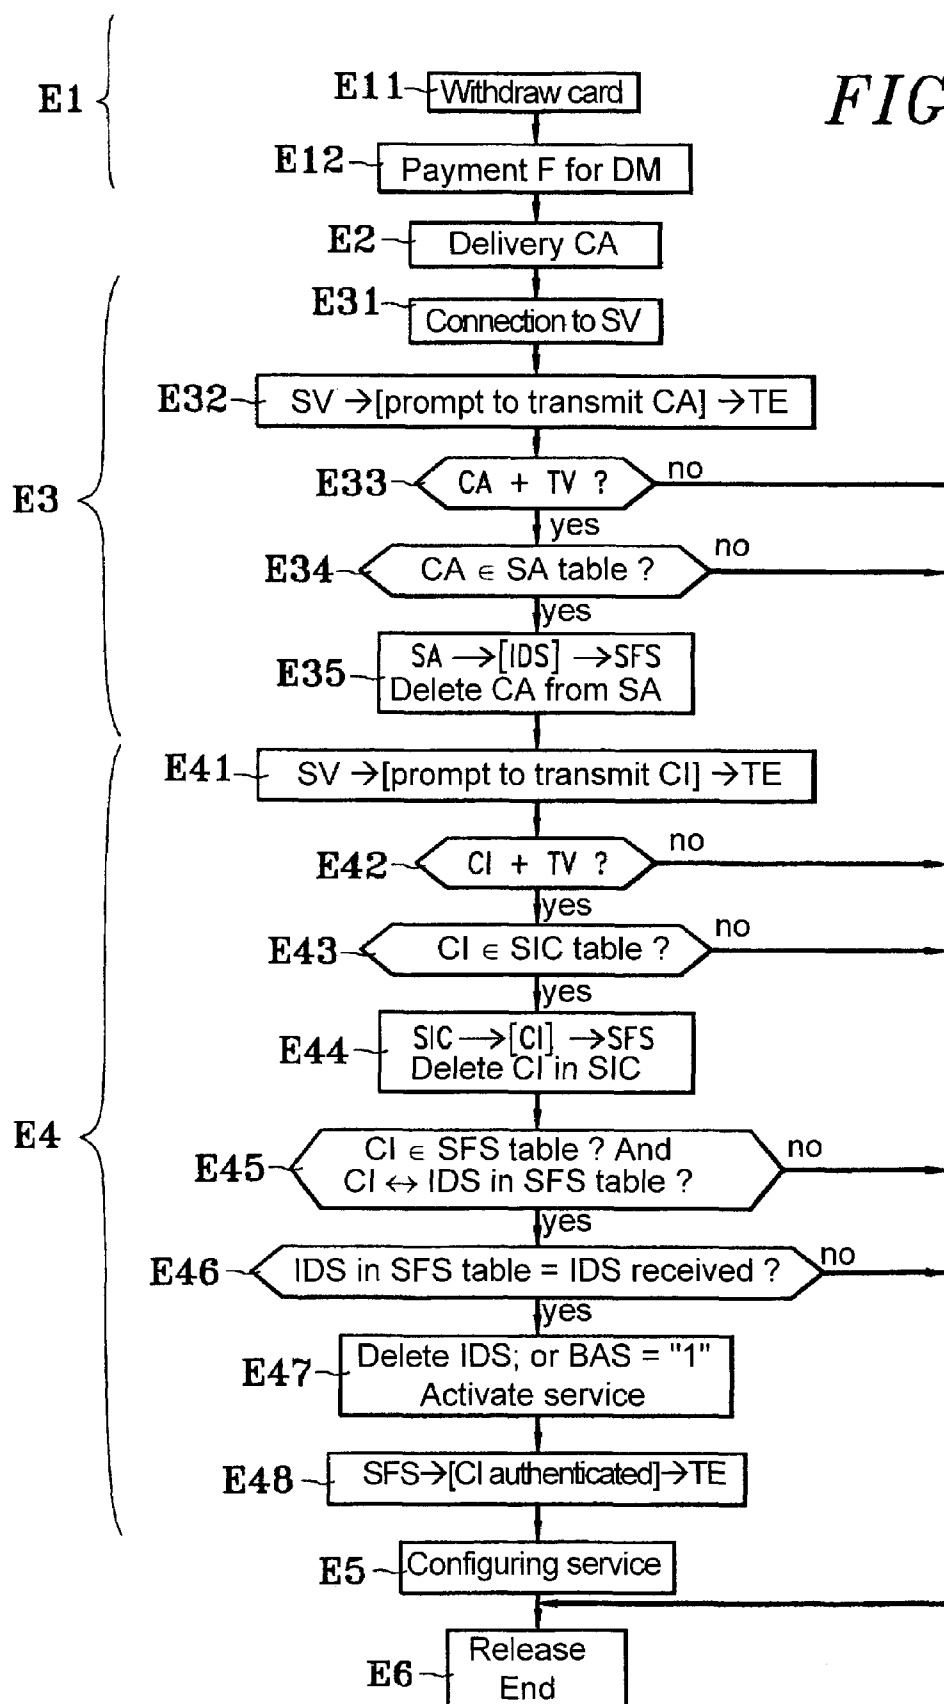 FIG
E1
E11 Withdraw card
E12 Payment F for DM
E2 Delivery CA
E3
E31 Connection to SV
E32 SV →[prompt to transmit CA] →TE
E33 CA + TV ? no
yes
E34 CA ∈ SA table ? no
yes
E35 SA →[IDS] →SFS
Delete CA from SA
E4
E41 SV →[prompt to transmit CI] →TE
E42 CI + TV ? no
yes
E43 CI ∈ SIC table ? no
yes
E44 SIC →[CI] →SFS
Delete CI in SIC
E45 CI ∈ SFS table ? And no
CI ↔ IDS in SFS table ?
yes
E46 IDS in SFS table = IDS received ? no
yes
E47 Delete IDS; or BAS = "1"
Activate service
E48 SFS→[CI authenticated]→TE
E5 Configuring service
E6 Release
End